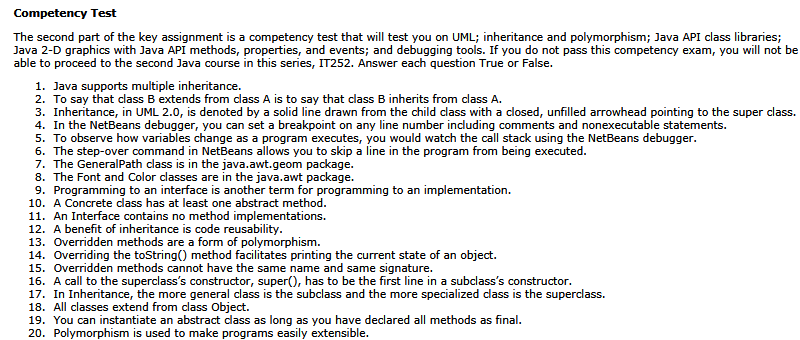 Competency Test
The second part of the key assignment is a competency test that will test you on UML; inheritance and polymorphism; Java API class libraries;
Java 2-D graphics with Java API methods, properties, and events; and debugging tools. If you do not pass this competency exam, you will not be
able to proceed to the second Java course in this series, IT252. Answer each question True or False.
1. Java supports multiple inheritance.
2. To say that class B extends from class A is to say that class B inherits from class A.
3. Inheritance, in UML 2.0, is denoted by a solid line drawn from the child class with a closed, unfilled arrowhead pointing to the super class.
4. In the NetBeans debugger, you can set a breakpoint on any line number including comments and nonexecutable statements.
5. To observe how variables change as a program executes, you would watch the call stack using the NetBeans debugger.
6. The step-over command in NetBeans allows you to skip a line in the program from being executed.
7. The GeneralPath class is in the java.awt.geom package.
8. The Font and Color classes are in the java.awt package.
9. Programming to an interface is another term for programming to an implementation.
10. A Concrete class has at least one abstract method.
11. An Interface contains no method implementations.
12. A benefit of inheritance is code reusability.
13. Overridden methods are a form of polymorphism.
14. Overriding the toString() method facilitates printing the current state of an object.
15. Overridden methods cannot have the same name and same signature.
16. A call to the superclass's constructor, super(), has to be the first line in a subclass's constructor.
17. In Inheritance, the more general class is the subclass and the more specialized class is the superclass.
18. All classes extend from class Object.
19. You can instantiate an abstract class as long as you have declared all methods as final.
20. Polymorphism is used to make programs easily extensible.